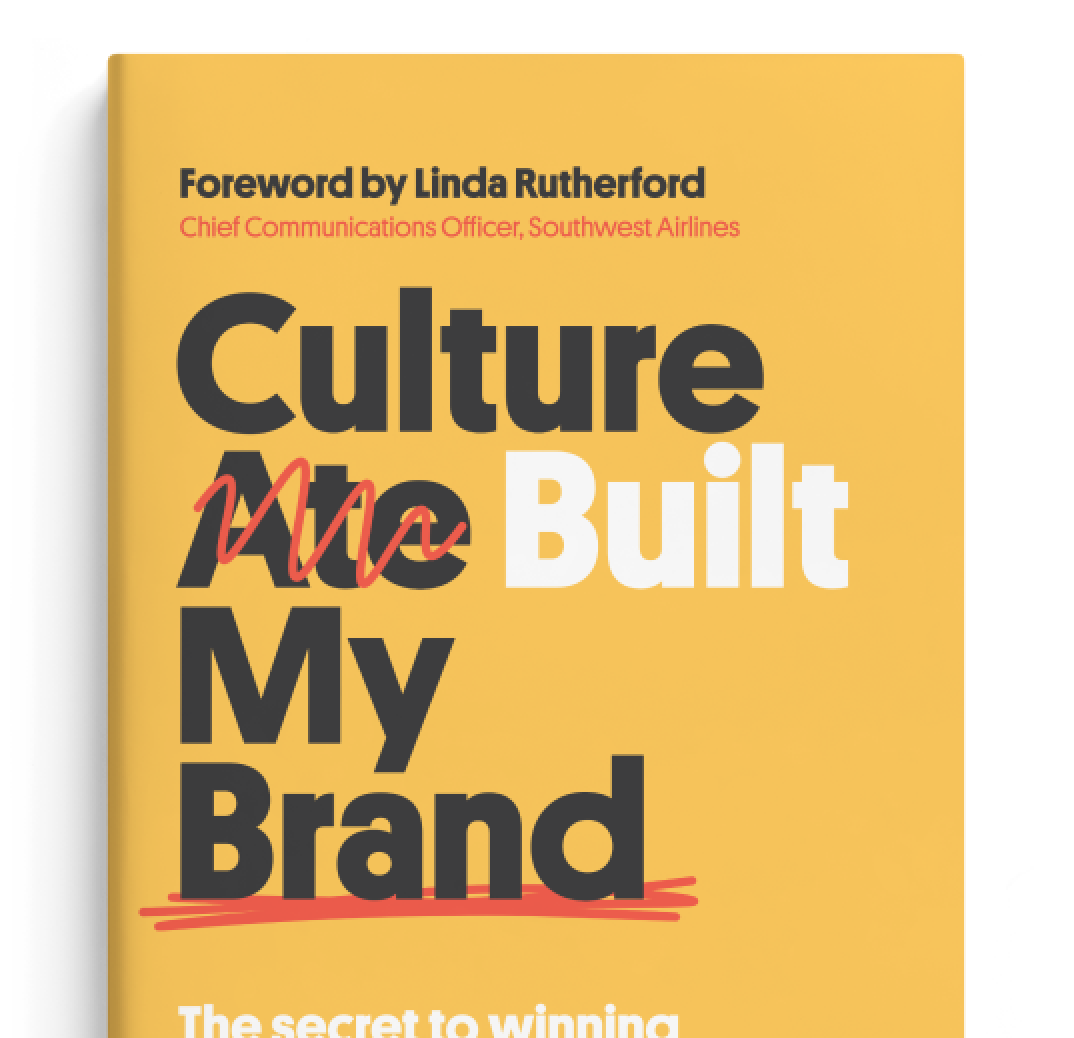 Foreword by Linda Rutherford
Chief Communications Officer, Southwest Airlines
Culture
Ate Built
My
Brand
The secret to winning